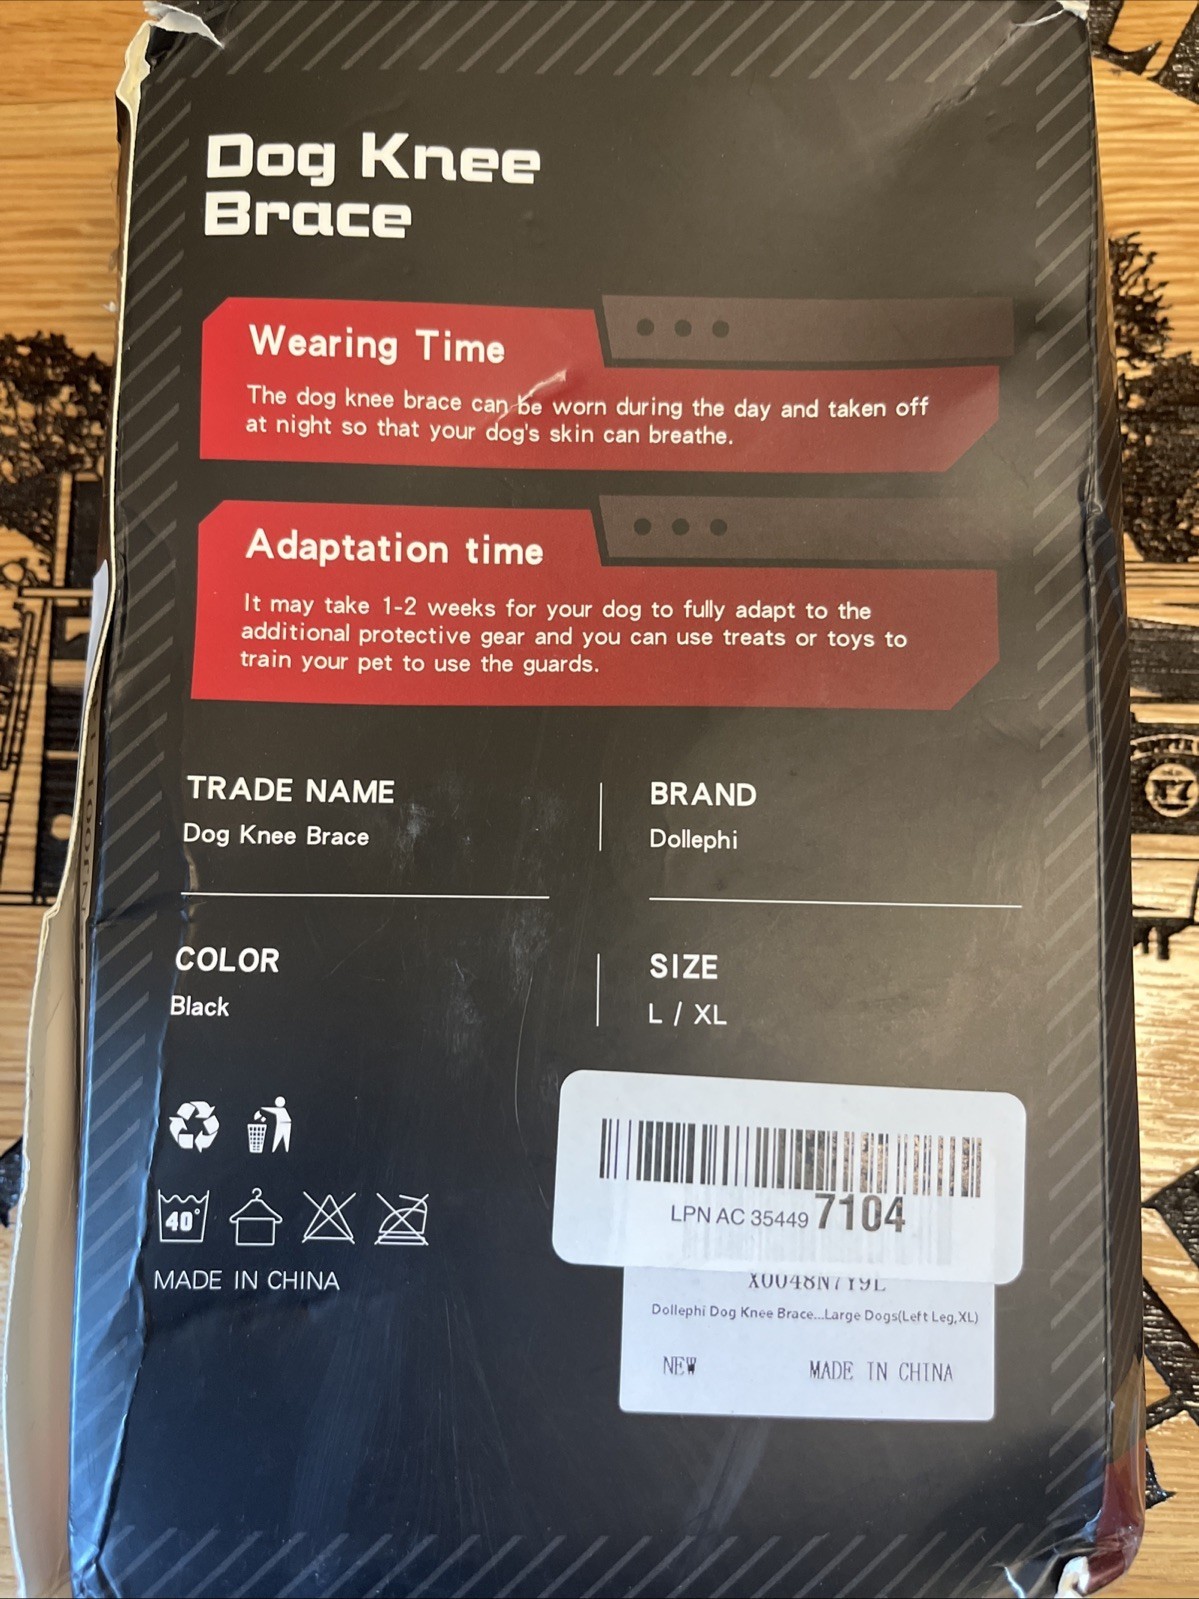 Dog Knee
Brace
Wearing Time
The dog knee brace can be worn during the day and taken off
at night so that your dog's skin can breathe.
Adaptation time
It may take 1-2 weeks for your dog to fully adapt to the
additional protective gear and you can use treats or toys to
train your pet to use the guards.
TRADE NAME
Dog Knee Brace
BRAND
Dollephi
COLOR
Black
SIZE
L / XL
40°
MADE IN CHINA
LPN AC 35449 7104
X0048N7Y9L
Dollephi Dog Knee Brace...Large Dogs(Left Leg,XL)
NEW
MADE IN CHINA